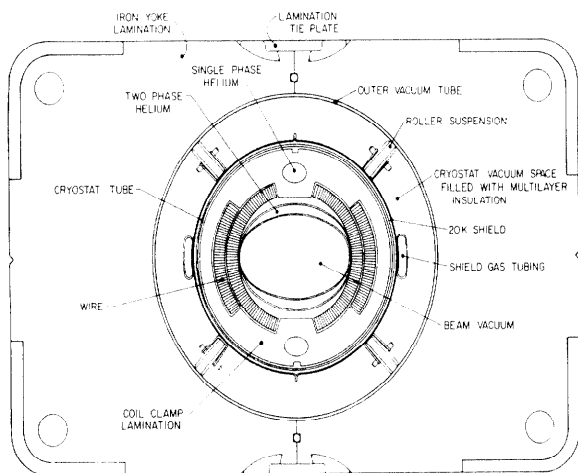 IRON YOKE
LAMINATION
LAMINATION
TIE PLATE
SINGLE PHASE
HELIUM
TWO PHASE
HELIUM
OUTER VACUUM TUBE
ROLLER SUSPENSION
CRYOSTAT TUBE
CRYOSTAT VACUUM SPACE
FILLED WITH MULTILAYER
INSULATION
20K SHIELD
SHIELD GAS TUBING
WIRE
BEAM VACUUM
COIL CLAMP
LAMINATION